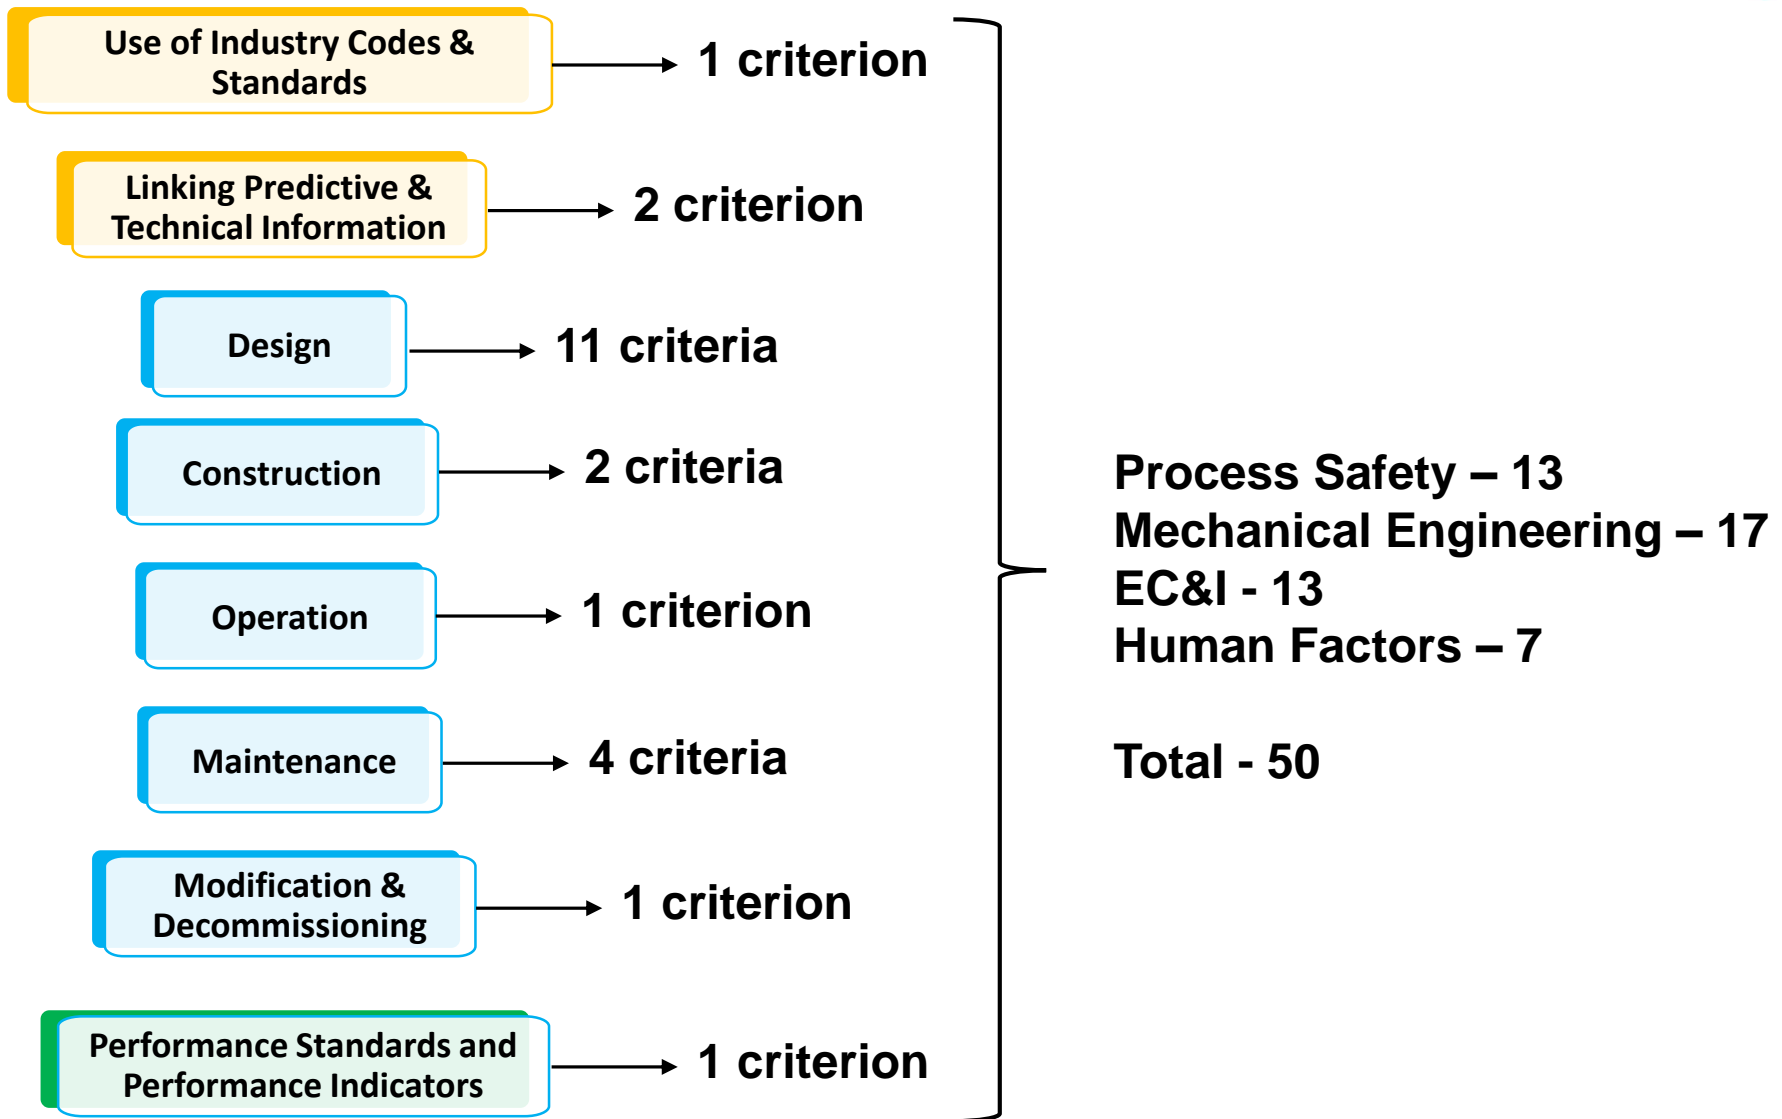 Use of Industry Codes &
Standards
1 criterion
Linking Predictive &
Technical Information
2 criterion
Design
11 criteria
Construction
2 criteria
Operation
1 criterion
Maintenance
4 criteria
Modification &
Decommissioning
1 criterion
Performance Standards and
Performance Indicators
1 criterion
Process Safety – 13
Mechanical Engineering – 17
EC&I - 13
Human Factors – 7
Total - 50